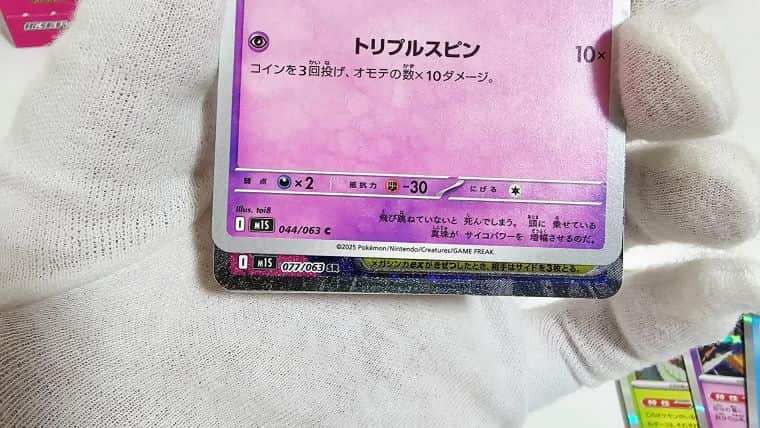 トリプルスピン 10×
コインを3回投げ、オモテの数×10ダメージ。
弱点 ×2 抵抗力 -30 にげる
Illus. toi8
飛び跳ねていないと 死んでしまう。 頭に 乗せている
真珠が サイコパワーを 増幅させるのだ。
I M1S 044/063 C
©2025 Pokémon/Nintendo/Creatures/GAME FREAK.
I M1S 077/063 SR
メガシンカexがきぜつしたとき、相手はサイドを3枚とる。
特性
特性